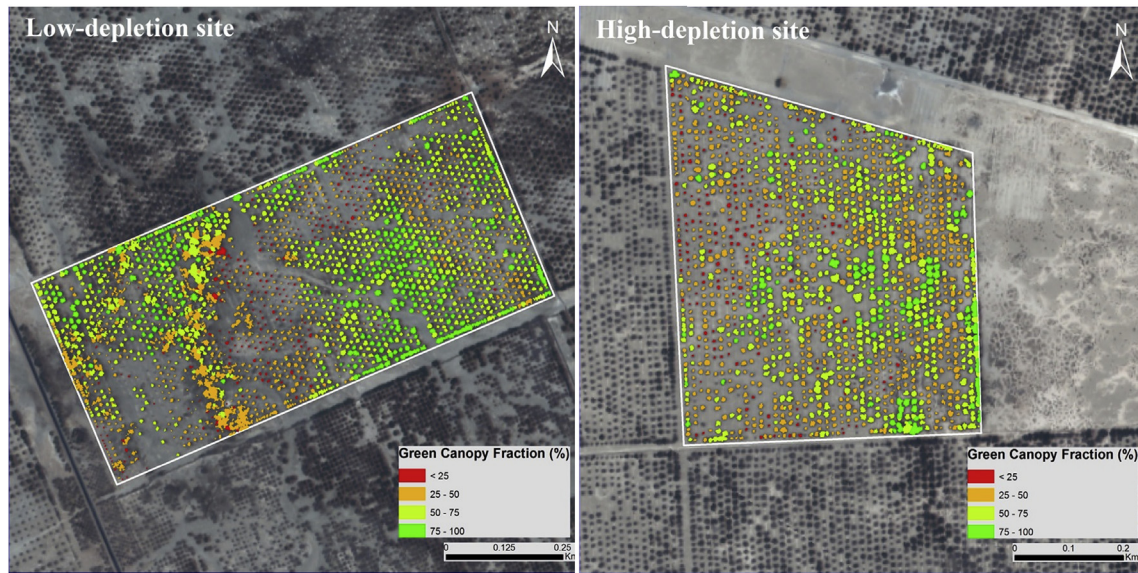 Low-depletion site
N
Green Canopy Fraction (%)
< 25
25 - 50
50 - 75
75 - 100
0 0.125 0.25
Km
High-depletion site
N
Green Canopy Fraction (%)
< 25
25 - 50
50 - 75
75 - 100
0 0.1 0.2
Km